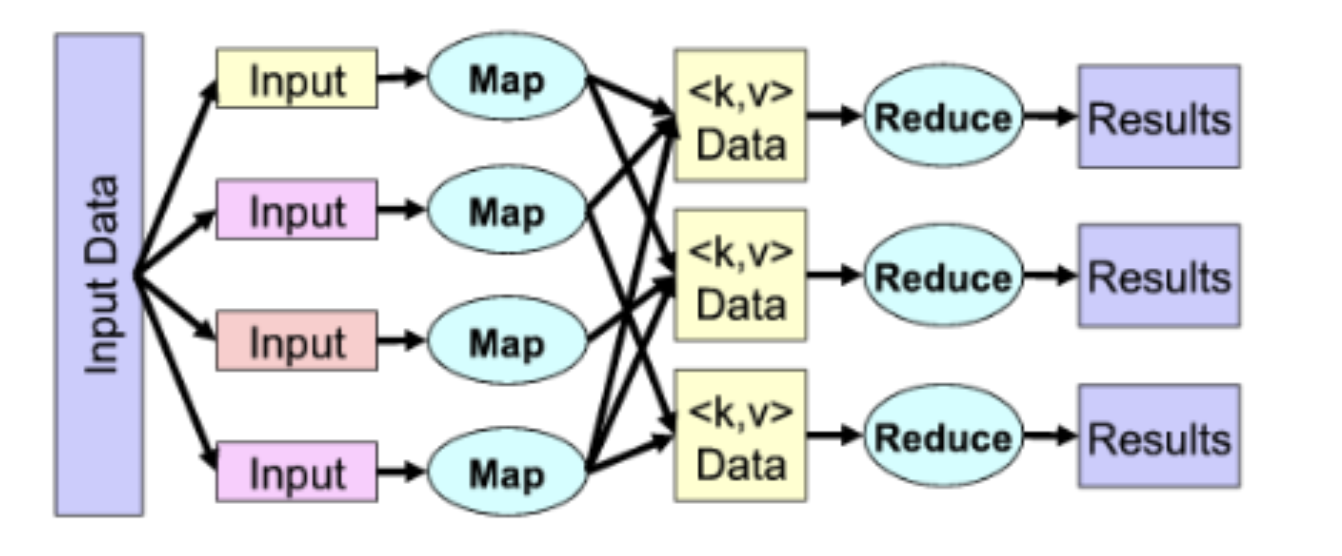 Input Data
Input
Map
<k,v>
Data
Reduce
Results
Input
Map
<k,v>
Data
Reduce
Results
Input
Map
<k,v>
Data
Reduce
Results
Input
Map